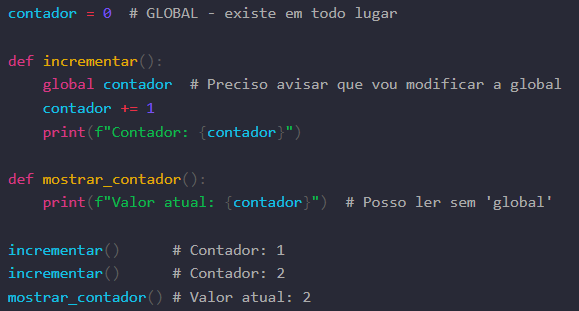 contador = 0  # GLOBAL - existe em todo lugar
def incrementar():
    global contador  # Preciso avisar que vou modificar a global
    contador += 1
    print(f"Contador: {contador}")
def mostrar_contador():
    print(f"Valor atual: {contador}")  # Posso ler sem 'global'
incrementar()      # Contador: 1
incrementar()      # Contador: 2
mostrar_contador() # Valor atual: 2